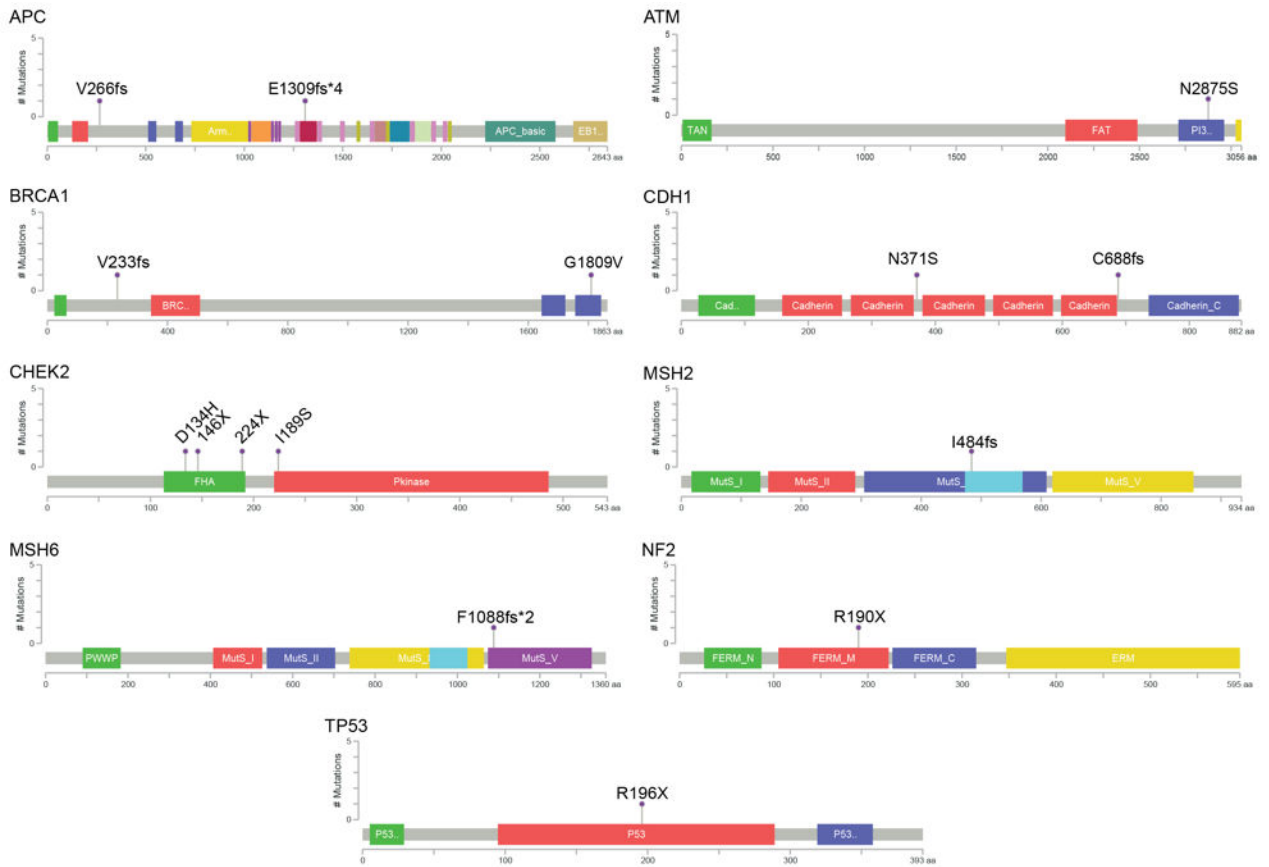 APC
# Mutations
5
0
V266fs
E1309fs*4
Arm..
APC_basic
EB1..
0
500
1000
1500
2000
2500
2643 aa
ATM
# Mutations
5
0
N2875S
TAN
FAT
PI3..
0
500
1000
1500
2000
2500
3056 aa
BRCA1
# Mutations
5
0
V233fs
G1809V
BRC..
0
400
800
1200
1600
1863 aa
CDH1
# Mutations
5
0
N371S
C688fs
Cad..
Cadherin
Cadherin
Cadherin
Cadherin
Cadherin
Cadherin_C
0
200
400
600
800
882 aa
CHEK2
# Mutations
5
0
D134H
146X
224X
I189S
FHA
Pkinase
0
100
200
300
400
500
543 aa
MSH2
# Mutations
5
0
I484fs
MutS_I
MutS_II
MutS_
MutS_V
0
200
400
600
800
934 aa
MSH6
# Mutations
5
0
F1088fs*2
PWWP
MutS_I
MutS_II
MutS_I
MutS_V
0
200
400
600
800
1000
1200
1360 aa
NF2
# Mutations
5
0
R190X
FERM_N
FERM_M
FERM_C
ERM
0
100
200
300
400
500
595 aa
TP53
# Mutations
5
0
R196X
P53..
P53
P53..
0
100
200
300
393 aa